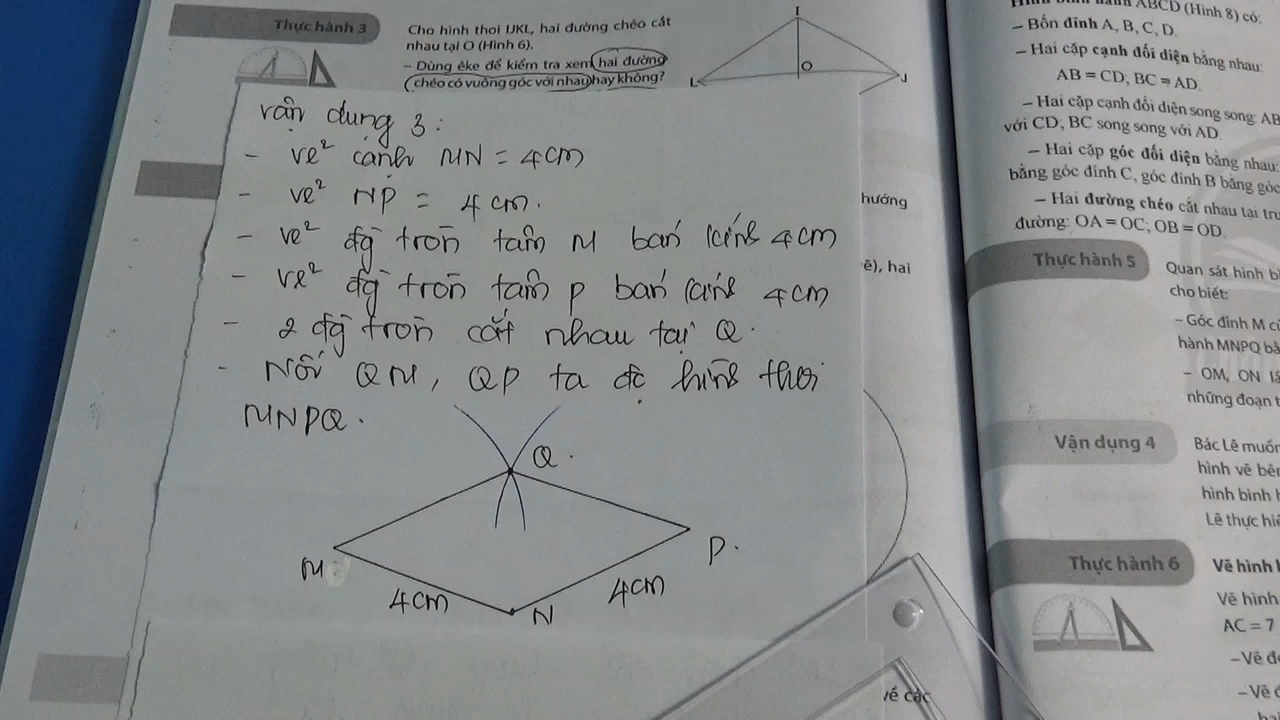 Thực hành 3
Cho hình thoi IJKL, hai đường chéo cắt
nhau tại O (Hình 6).
– Dùng êke để kiểm tra xem hai đường
chéo có vuông góc với nhau hay không?
I
O
L
J
vận dụng 3:
- vẽ cạnh MN = 4cm
- vẽ NP = 4cm.
- vẽ đg tròn tâm M bán kính 4cm
- vẽ đg tròn tâm P bán kính 4cm
- 2 đg tròn cắt nhau tại Q.
- Nối QM, QP ta đc hình thoi
MNPQ.
Q.
M
P.
4cm
N
4cm
hướng
ẽ), hai
về các
ABCD (Hình 8) có:
– Bốn đỉnh A, B, C, D.
– Hai cặp cạnh đối diện bằng nhau:
AB = CD; BC = AD.
– Hai cặp cạnh đối diện song song: AB
với CD; BC song song với AD.
– Hai cặp góc đối diện bằng nhau:
bằng góc đỉnh C, góc đỉnh B bằng góc
– Hai đường chéo cắt nhau tại
đường: OA = OC; OB = OD.
Thực hành 5
Quan sát hình
cho biết:
– Góc đỉnh M
hành MNPQ
– OM, ON
những đoạn
Vận dụng 4
Bác Lê muốn
hình vẽ
hình bình
Lê thực
Thực hành 6
Vẽ hình
Vẽ hình
AC = 7
– Vẽ
– Vẽ